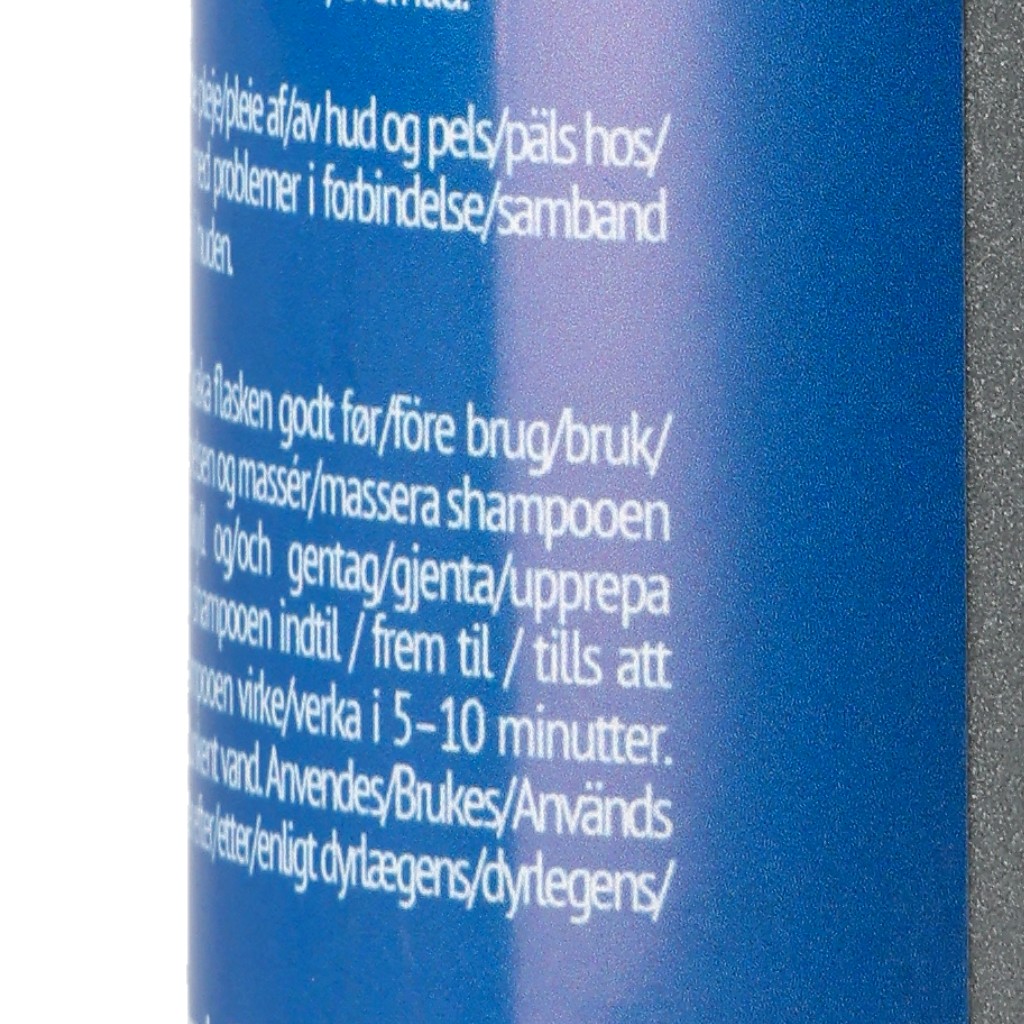 pleje/pleie af/av hud og pels/päls hos/
med problemer i forbindelse/samband
huden.
flasken godt før/före brug/bruk/
og massér/massera shampooen
og/och gentag/gjenta/upprepa
shampooen indtil / frem til / tills att
virke/verka i 5–10 minutter.
vand. Anvendes/Brukes/Används
efter/etter/enligt dyrlægens/dyrlegens/